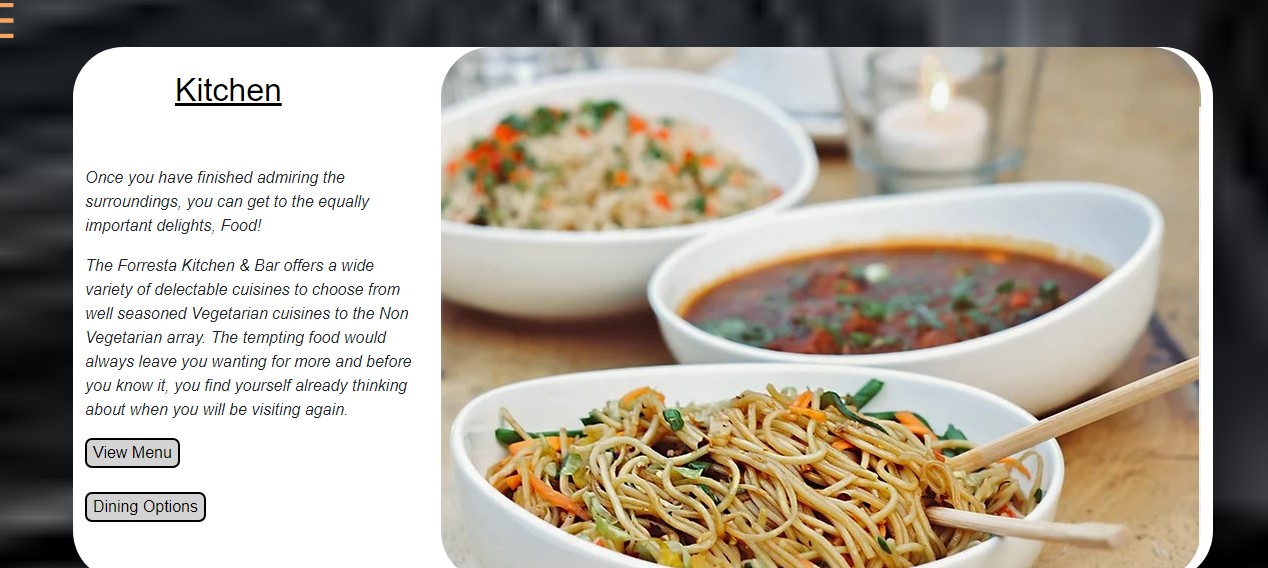 Kitchen
Once you have finished admiring the
surroundings, you can get to the equally
important delights, Food!
The Forresta Kitchen & Bar offers a wide
variety of delectable cuisines to choose from
well seasoned Vegetarian cuisines to the Non
Vegetarian array. The tempting food would
always leave you wanting for more and before
you know it, you find yourself already thinking
about when you will be visiting again.
View Menu
Dining Options